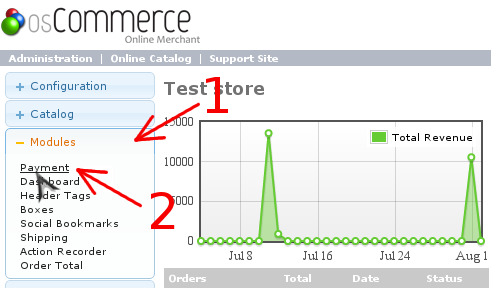 osCommerce
Online Merchant
Administration | Online Catalog | Support Site
+ Configuration
+ Catalog
− Modules
Payment
Dashboard
Header Tags
Boxes
Social Bookmarks
Shipping
Action Recorder
Order Total
1
2
Test store
15000
10000
5000
0
Total Revenue
Jul 8
Jul 16
Jul 24
Aug 1
Orders Total Date Status